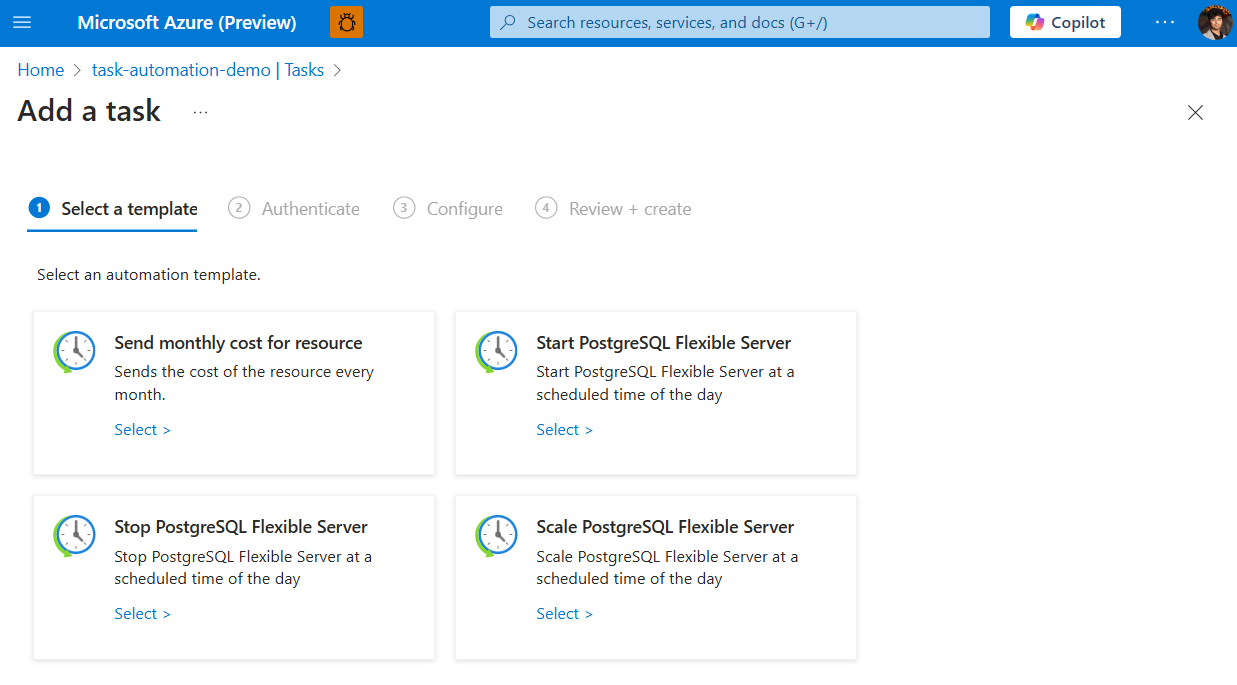 Microsoft Azure (Preview)
Search resources, services, and docs (G+/)
Copilot
...
Home > task-automation-demo | Tasks >
Add a task ...
1 Select a template
2 Authenticate
3 Configure
4 Review + create
Select an automation template.
Send monthly cost for resource
Sends the cost of the resource every
month.
Select >
Start PostgreSQL Flexible Server
Start PostgreSQL Flexible Server at a
scheduled time of the day
Select >
Stop PostgreSQL Flexible Server
Stop PostgreSQL Flexible Server at a
scheduled time of the day
Select >
Scale PostgreSQL Flexible Server
Scale PostgreSQL Flexible Server at a
scheduled time of the day
Select >